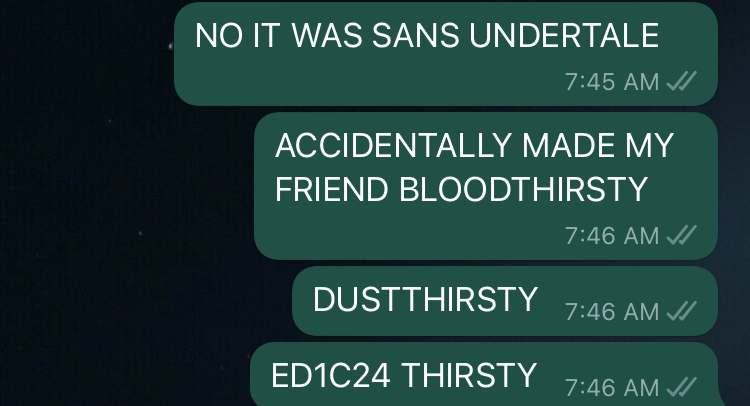 NO IT WAS SANS UNDERTALE
7:45 AM
ACCIDENTALLY MADE MY
FRIEND BLOODTHIRSTY
7:46 AM
DUSTTHIRSTY 7:46 AM
ED1C24 THIRSTY 7:46 AM